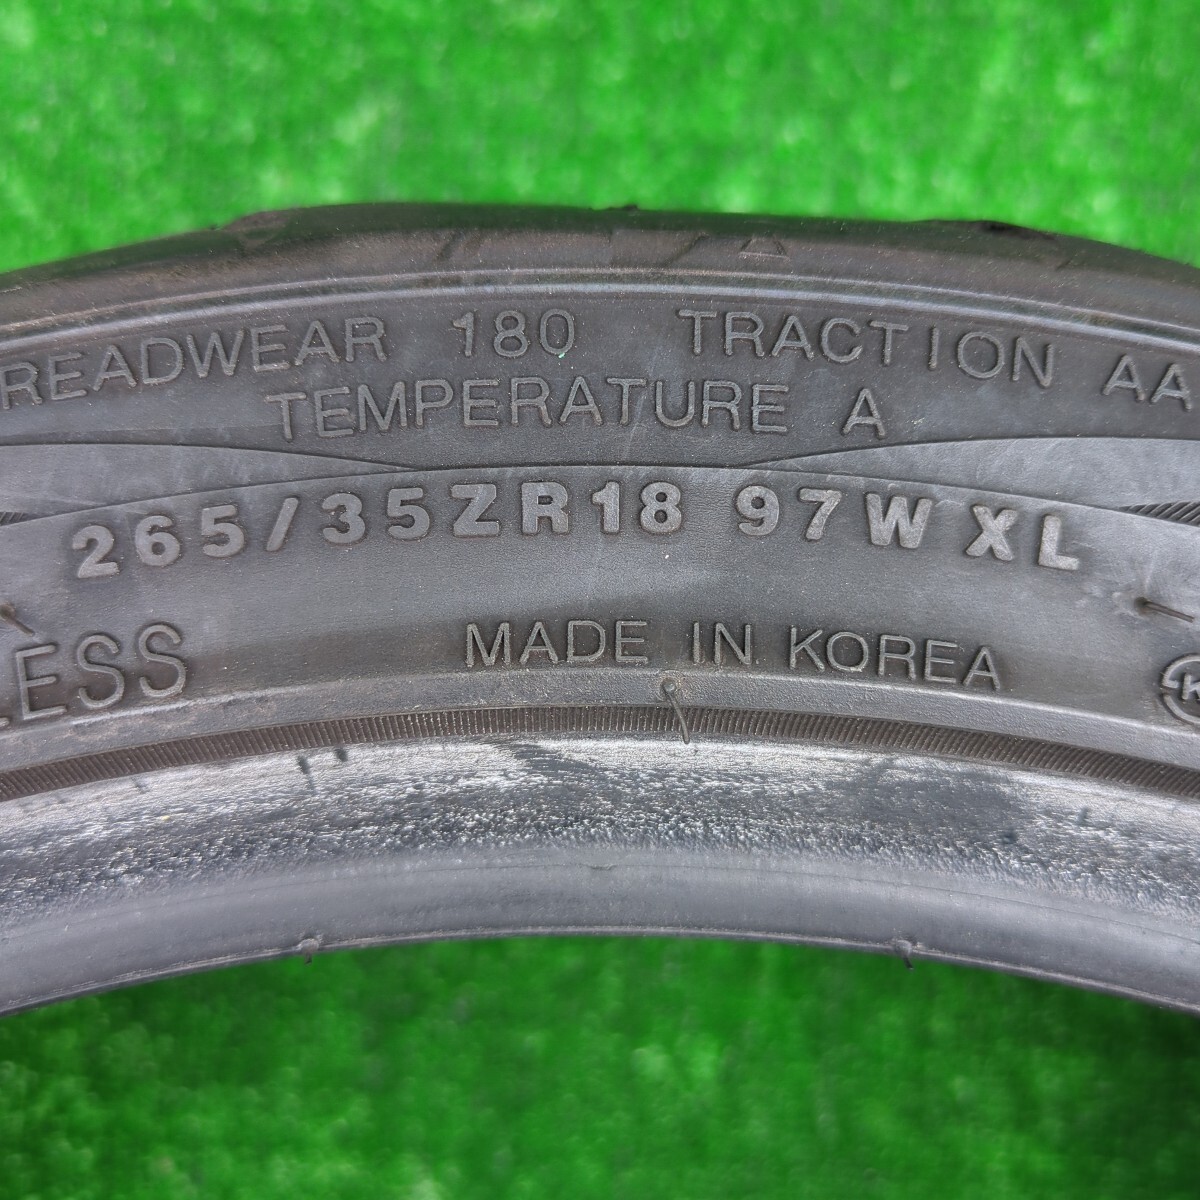 READWEAR 180 TRACTION AA
TEMPERATURE A
265/35ZR18 97W XL
LESS
MADE IN KOREA
K